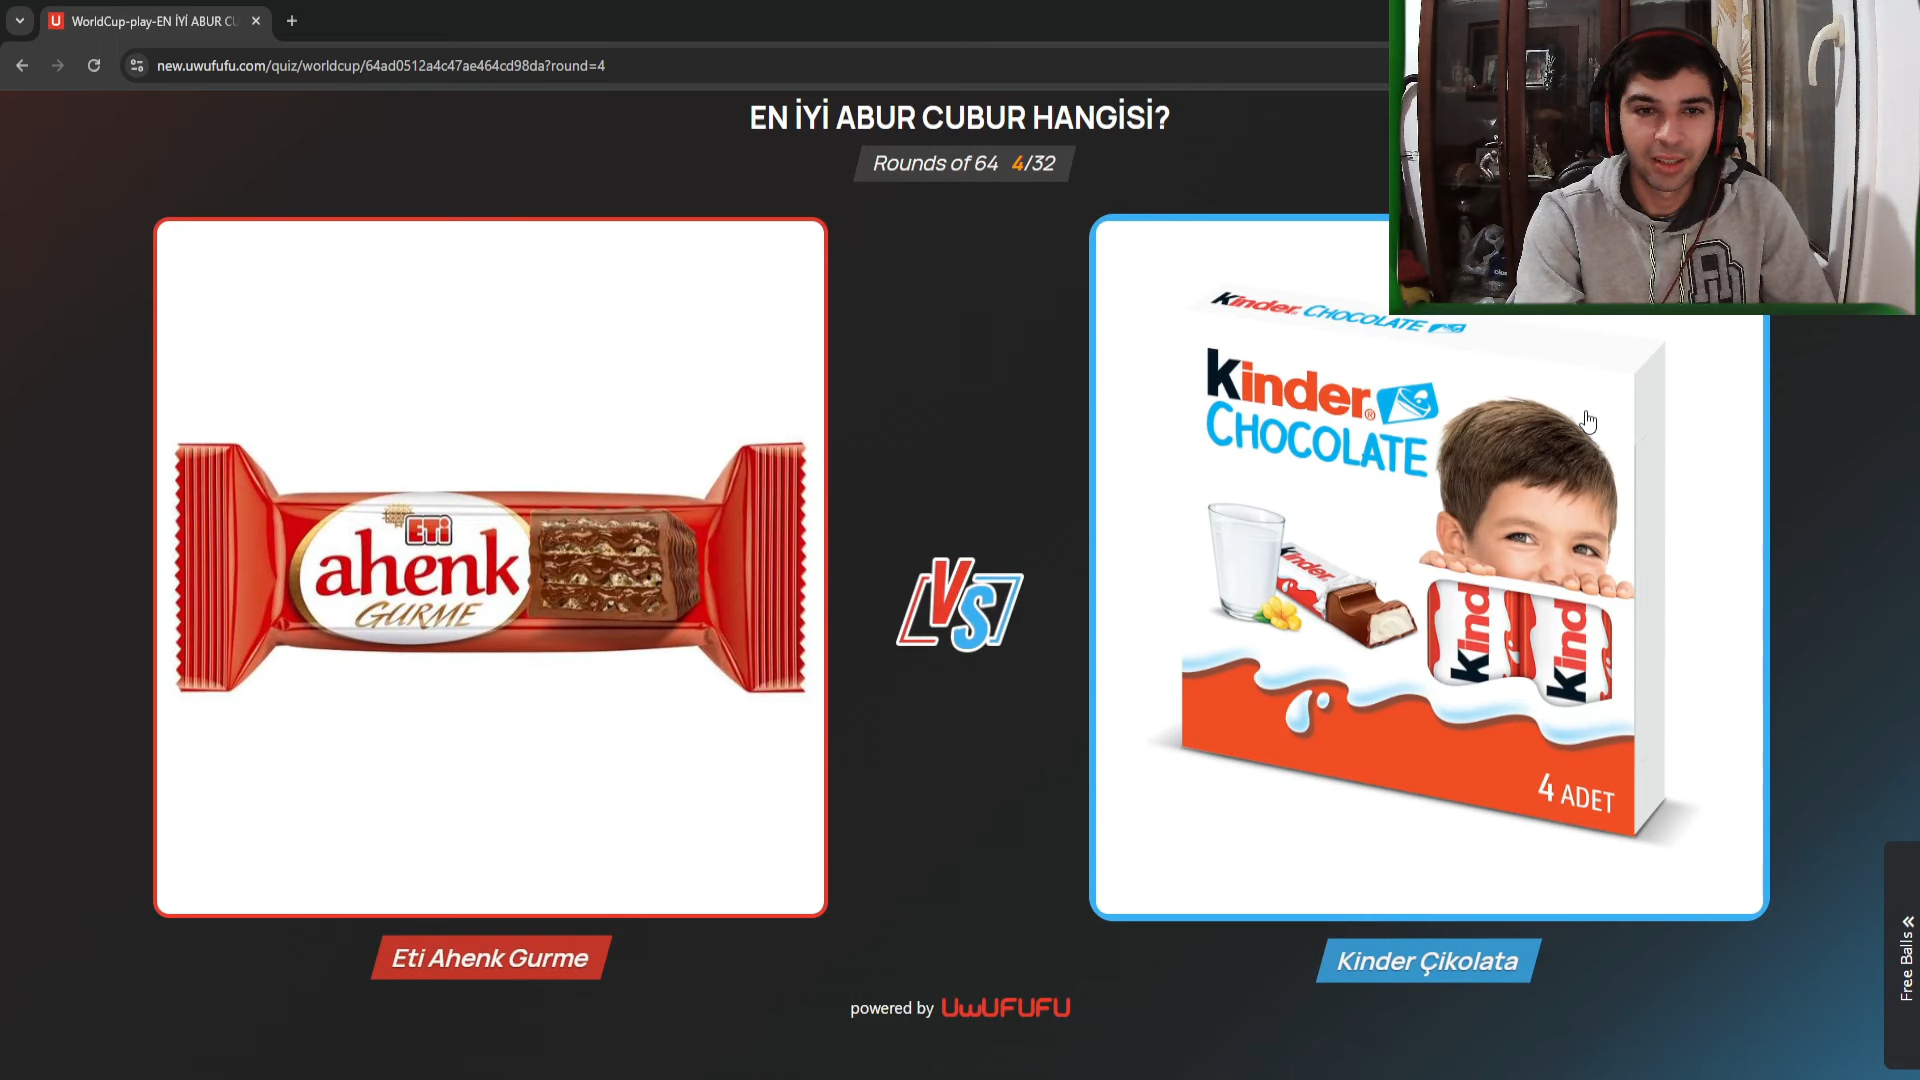 WorldCup-play-EN İYİ ABUR CU
new.uwufufu.com/quiz/worldcup/64ad0512a4c47ae464cd98da?round=4
EN İYİ ABUR CUBUR HANGİSİ?
Rounds of 64 4/32
ETİ
ahenk
GURME
VS
Kinder CHOCOLATE
Kinder
CHOCOLATE
Kinder
Kind
Kind
4 ADET
Eti Ahenk Gurme
Kinder Çikolata
powered by UwUFUFU
Free Balls